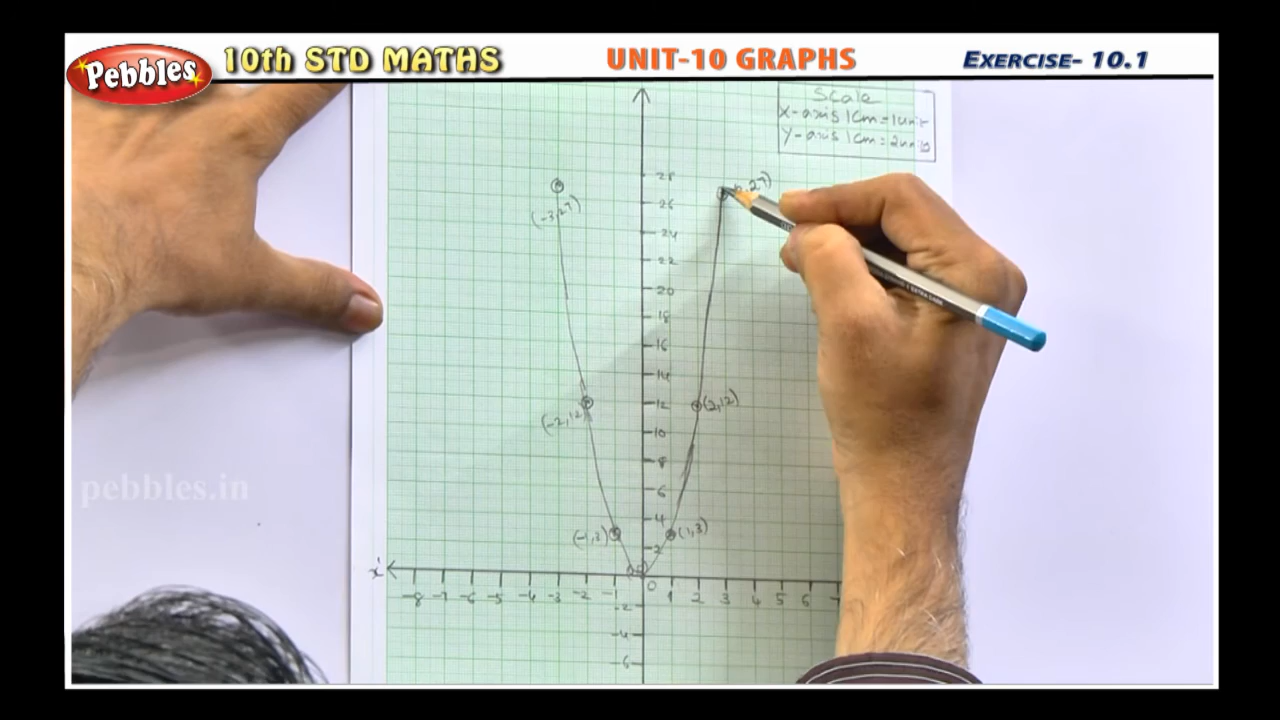 Pebbles
10th STD MATHS
UNIT-10 GRAPHS
EXERCISE- 10.1
Scale
X-axis 1cm=1unit
Y-axis 1cm=2units
28
26
24
22
20
18
16
14
12
10
8
6
4
2
0
-2
-4
-6
(-3,27)
,27)
(-2,12)
(2,12)
(-1,3)
(1,3)
x'
-8 -7 -6 -5 -4 -3 -2 -1 1 2 3 4 5 6 7
pebbles.in